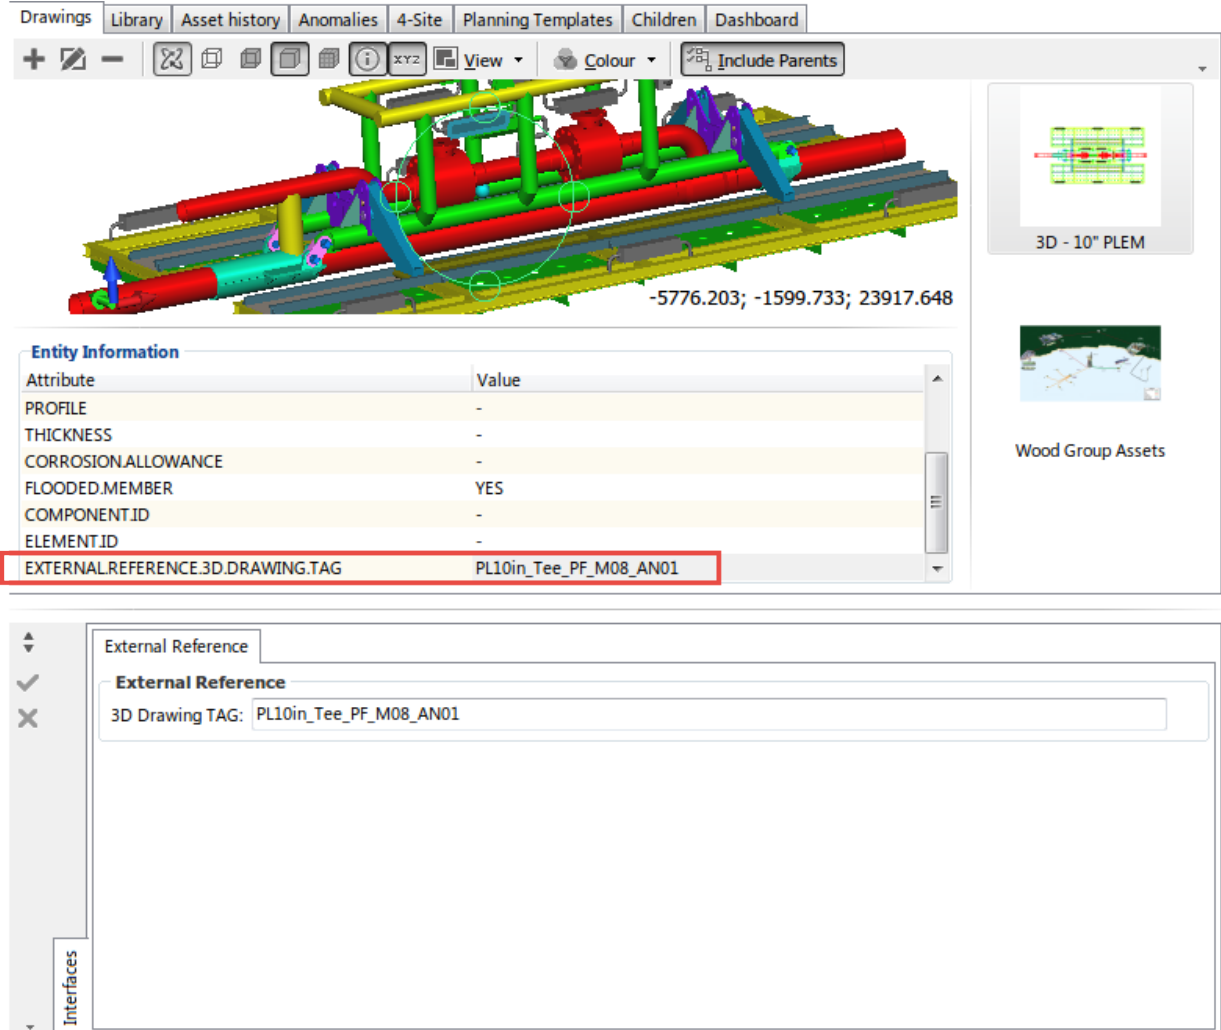 Drawings Library Asset history Anomalies 4-Site Planning Templates Children Dashboard
XYZ View Colour Include Parents
3D - 10" PLEM
-5776.203; -1599.733; 23917.648
Wood Group Assets
Entity Information
Attribute Value
PROFILE -
THICKNESS -
CORROSION.ALLOWANCE -
FLOODED.MEMBER YES
COMPONENT.ID -
ELEMENT.ID -
EXTERNAL.REFERENCE.3D.DRAWING.TAG PL10in_Tee_PF_M08_AN01
External Reference
External Reference
3D Drawing TAG: PL10in_Tee_PF_M08_AN01
Interfaces